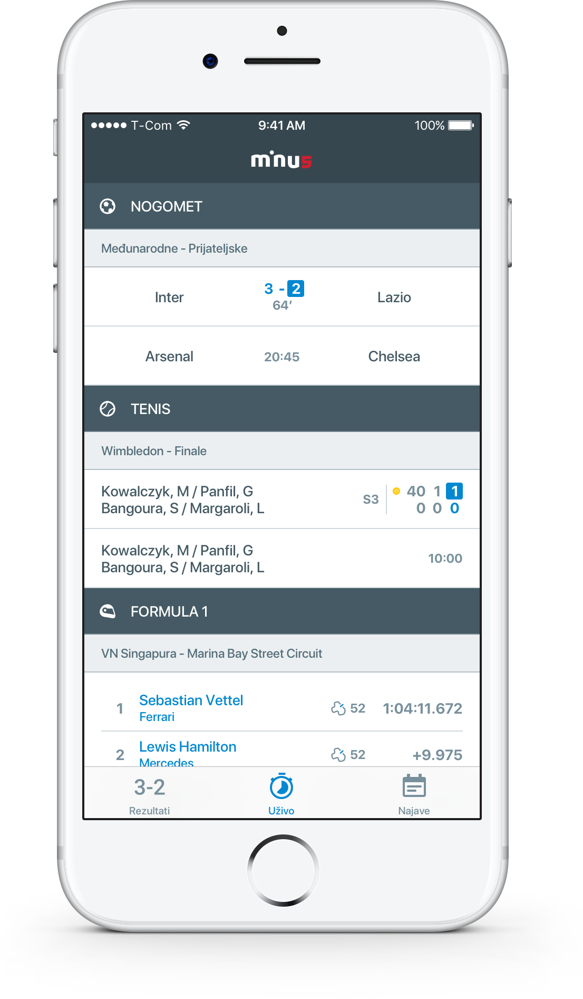 T-Com 9:41 AM 100%
minus
NOGOMET
Međunarodne - Prijateljske
Inter 3 - 2 Lazio
64'
Arsenal 20:45 Chelsea
TENIS
Wimbledon - Finale
Kowalczyk, M / Panfil, G S3 40 1 1
Bangoura, S / Margaroli, L 0 0 0
Kowalczyk, M / Panfil, G 10:00
Bangoura, S / Margaroli, L
FORMULA 1
VN Singapura - Marina Bay Street Circuit
1 Sebastian Vettel 52 1:04:11.672
Ferrari
2 Lewis Hamilton 52 +9.975
Mercedes
3-2
Rezultati Uživo Najave